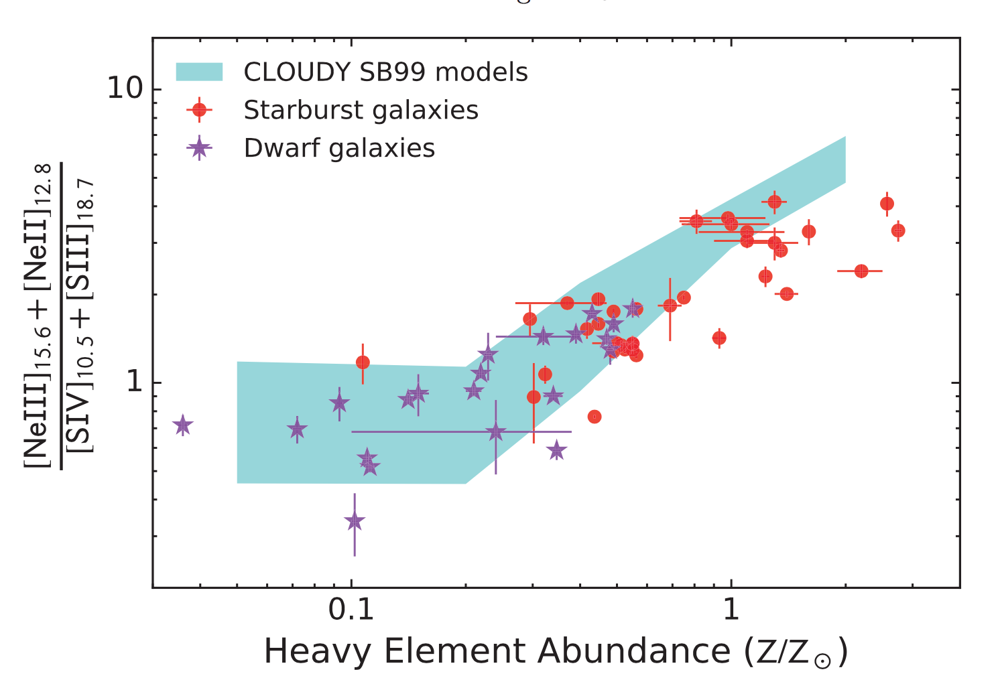 CLOUDY SB99 models
Starburst galaxies
Dwarf galaxies
10
1
[NeIII]15.6 + [NeII]12.8
[SIV]10.5 + [SIII]18.7
0.1
1
Heavy Element Abundance (Z/Z⊙)